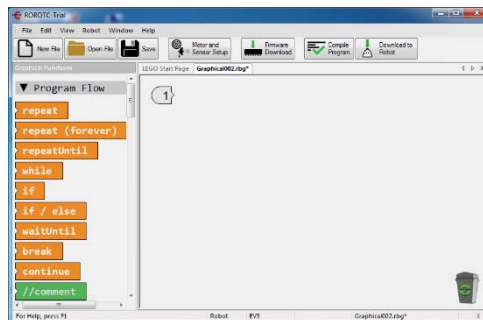 ROBOTC-Trial
File Edit View Robot Window Help
New File Open File Save Motor and Sensor Setup Firmware Download Compile Program Download to Robot
Graphical Functions LEGO Start Page Graphical002.rbg*
▼ Program Flow
1
repeat
repeat (forever)
repeatUntil
while
if
if / else
waitUntil
break
continue
//comment
For Help, press F1 Robot EV3 Graphical002.rbg*